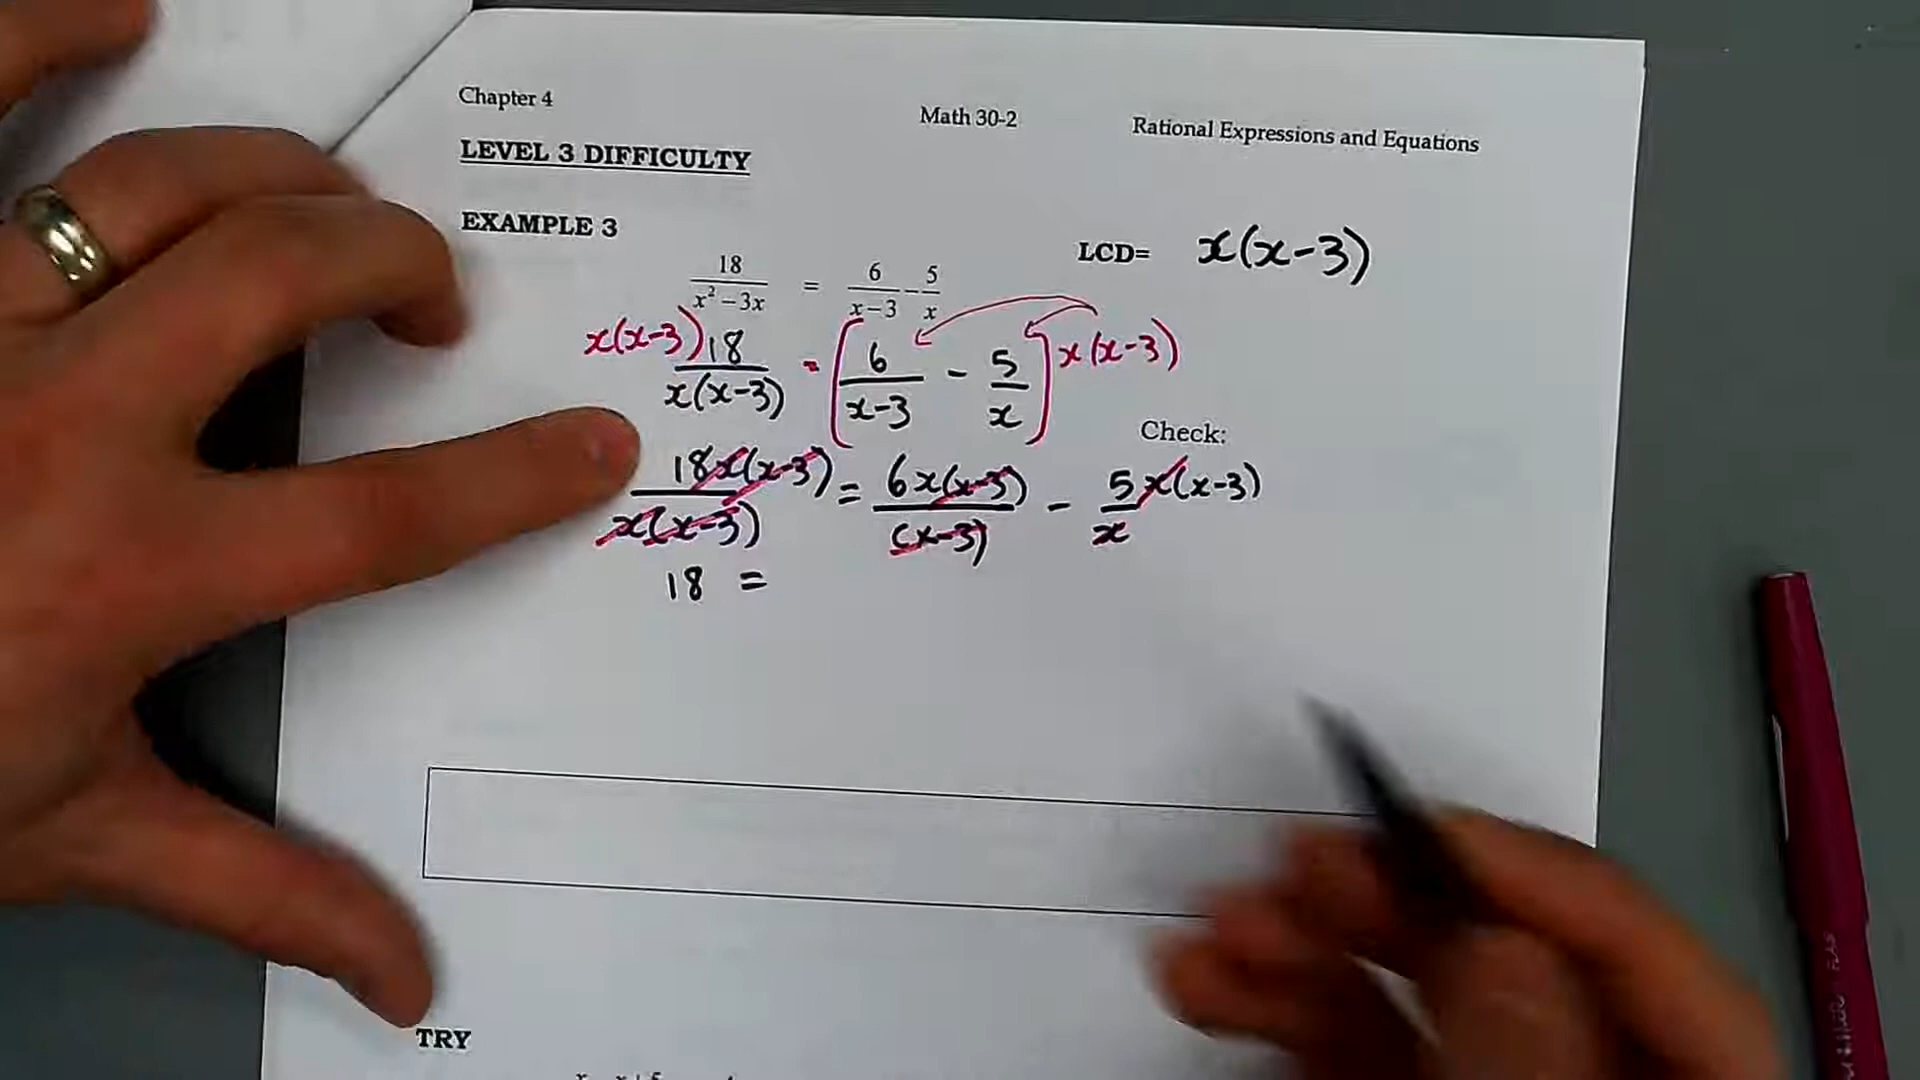 Chapter 4 Math 30-2 Rational Expressions and Equations
LEVEL 3 DIFFICULTY
EXAMPLE 3
LCD= x(x-3)
18/(x² - 3x) = 6/(x-3) - 5/x
x(x-3) 18/(x(x-3)) = [6/(x-3) - 5/x] x(x-3)
Check:
18x(x-3)/(x(x-3)) = 6x(x-3)/(x-3) - 5x(x-3)/x
18 =
TRY